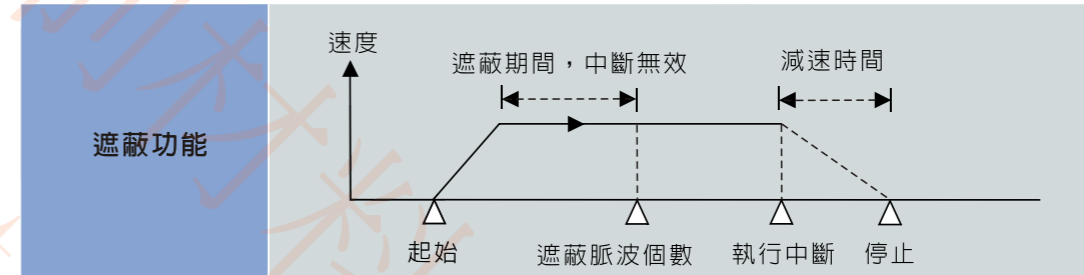 遮蔽功能
速度
遮蔽期間，中斷無效
減速時間
起始
遮蔽脈波個數
執行中斷
停止